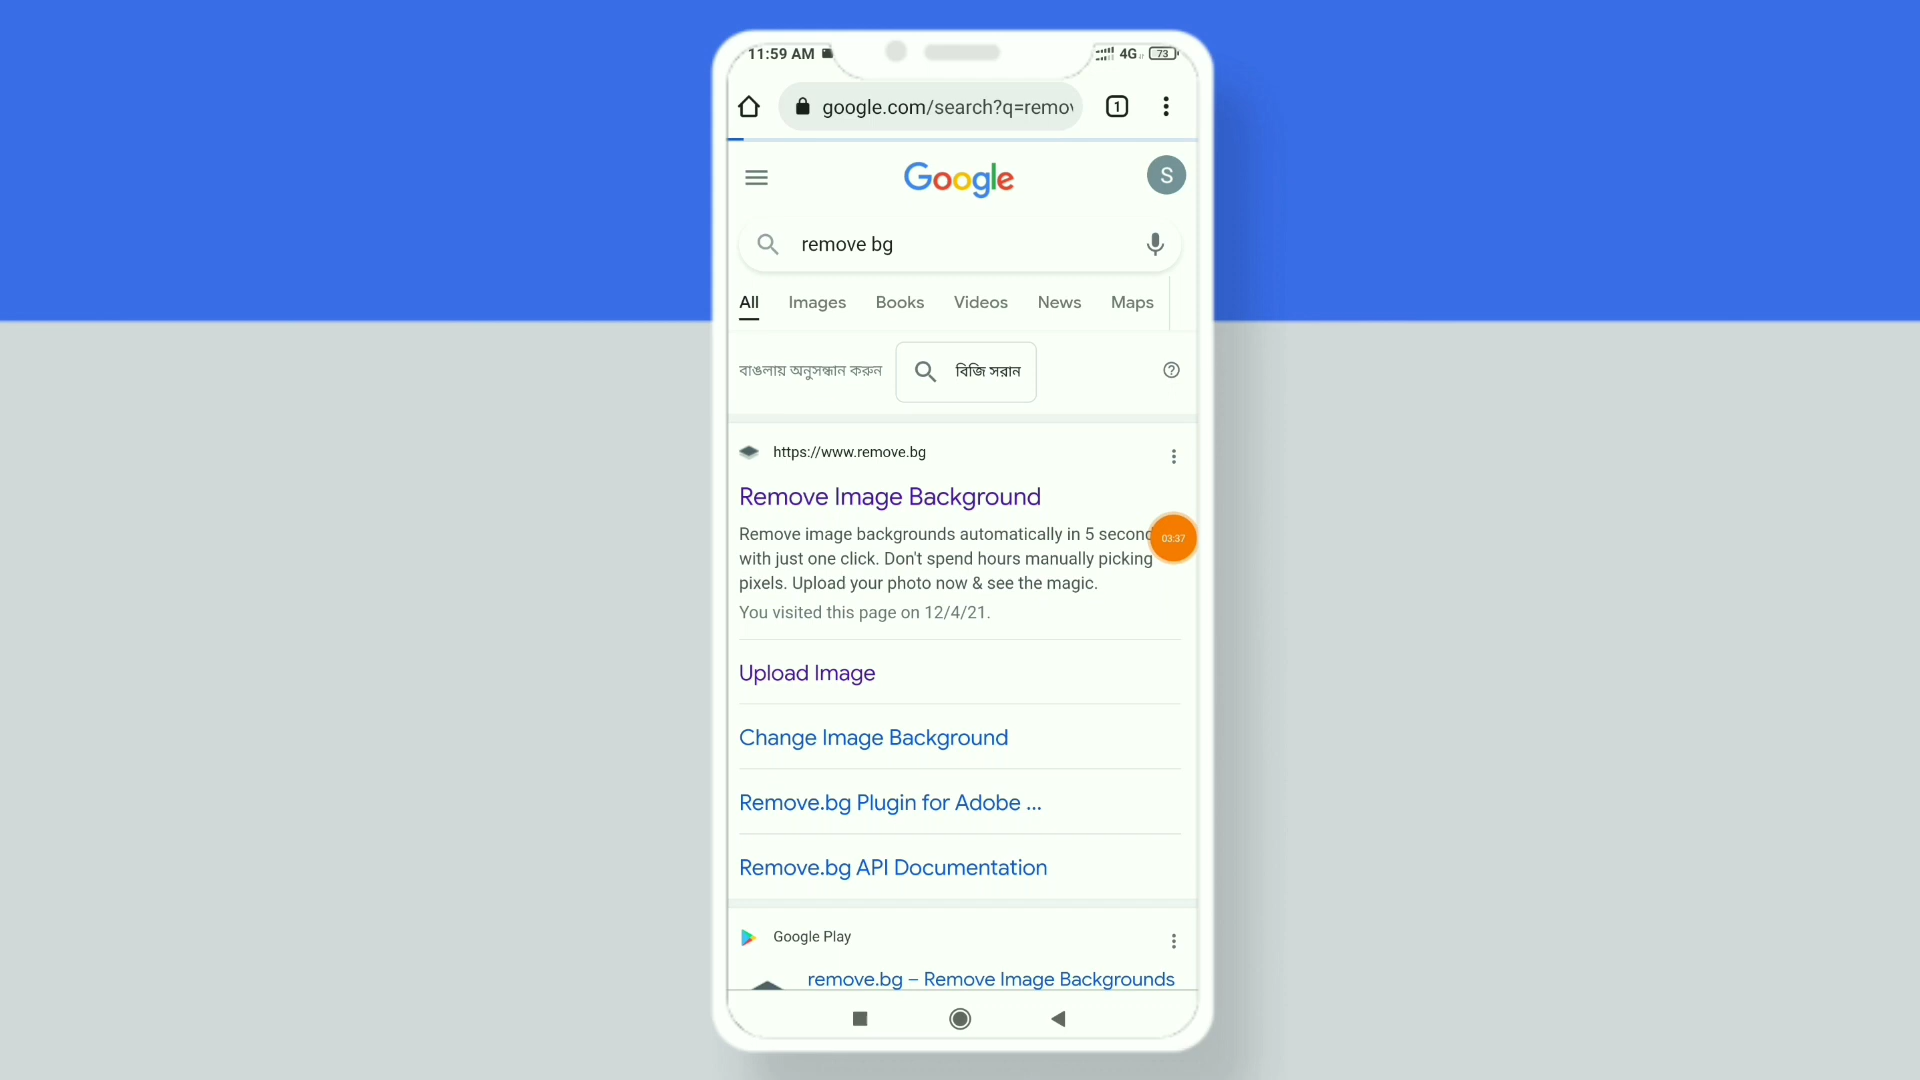 11:59 AM
4G
73
google.com/search?q=remov
1
Google
S
remove bg
All Images Books Videos News Maps
বাঙলায় অনুসন্ধান করুন
বিজি সরান
https://www.remove.bg
Remove Image Background
Remove image backgrounds automatically in 5 second
with just one click. Don't spend hours manually picking
pixels. Upload your photo now & see the magic.
You visited this page on 12/4/21.
03:37
Upload Image
Change Image Background
Remove.bg Plugin for Adobe ...
Remove.bg API Documentation
Google Play
remove.bg – Remove Image Backgrounds